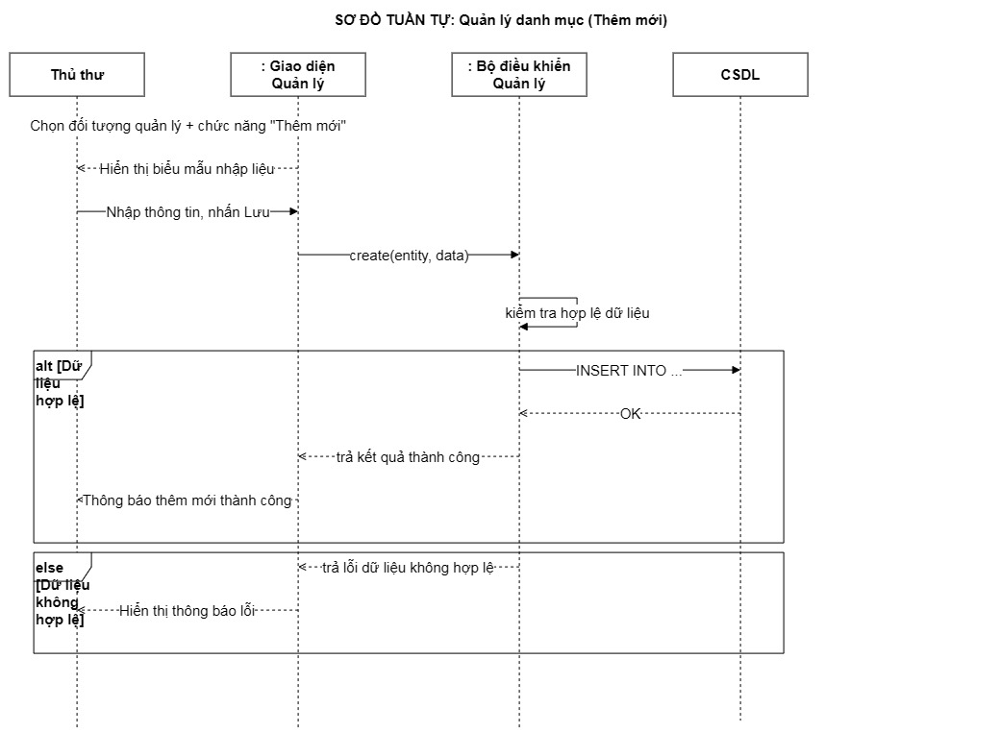 SƠ ĐỒ TUẦN TỰ: Quản lý danh mục (Thêm mới)
Thủ thư
: Giao diện
Quản lý
: Bộ điều khiển
Quản lý
CSDL
Chọn đối tượng quản lý + chức năng "Thêm mới"
Hiển thị biểu mẫu nhập liệu
Nhập thông tin, nhấn Lưu
create(entity, data)
kiểm tra hợp lệ dữ liệu
alt [Dữ
liệu
hợp lệ]
INSERT INTO ...
OK
trả kết quả thành công
Thông báo thêm mới thành công
else
[Dữ liệu
không
hợp lệ]
trả lỗi dữ liệu không hợp lệ
Hiển thị thông báo lỗi